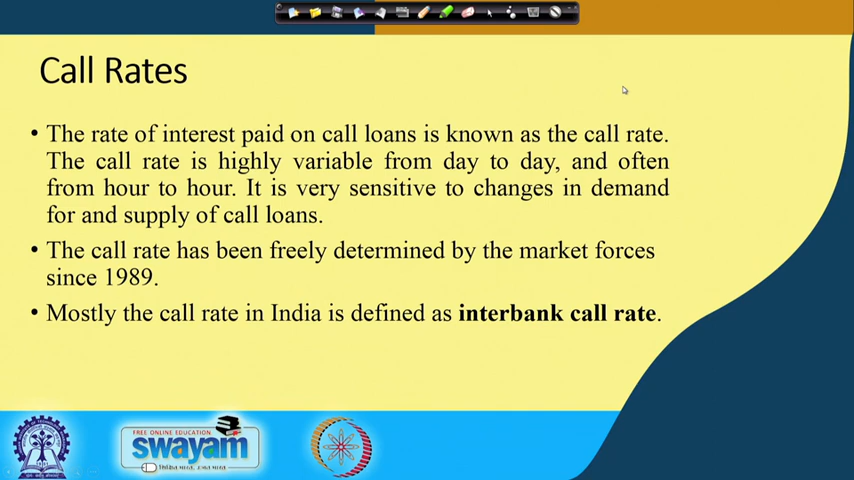 Call Rates
• The rate of interest paid on call loans is known as the call rate.
The call rate is highly variable from day to day, and often
from hour to hour. It is very sensitive to changes in demand
for and supply of call loans.
• The call rate has been freely determined by the market forces
since 1989.
• Mostly the call rate in India is defined as interbank call rate.
FREE ONLINE EDUCATION
swayam